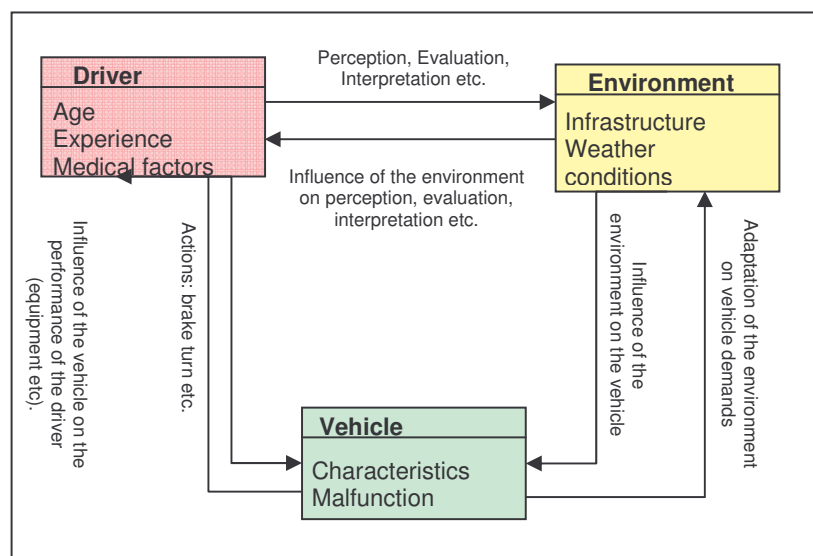 Driver
Age
Experience
Medical factors
Perception, Evaluation,
Interpretation etc.
Environment
Infrastructure
Weather
conditions
Influence of the environment
on perception, evaluation,
interpretation etc.
Influence of the vehicle on the
performance of the driver
(equipment etc).
Actions: brake turn etc.
Influence of the
environment on the vehicle
Adaptation of the environment
on vehicle demands
Vehicle
Characteristics
Malfunction